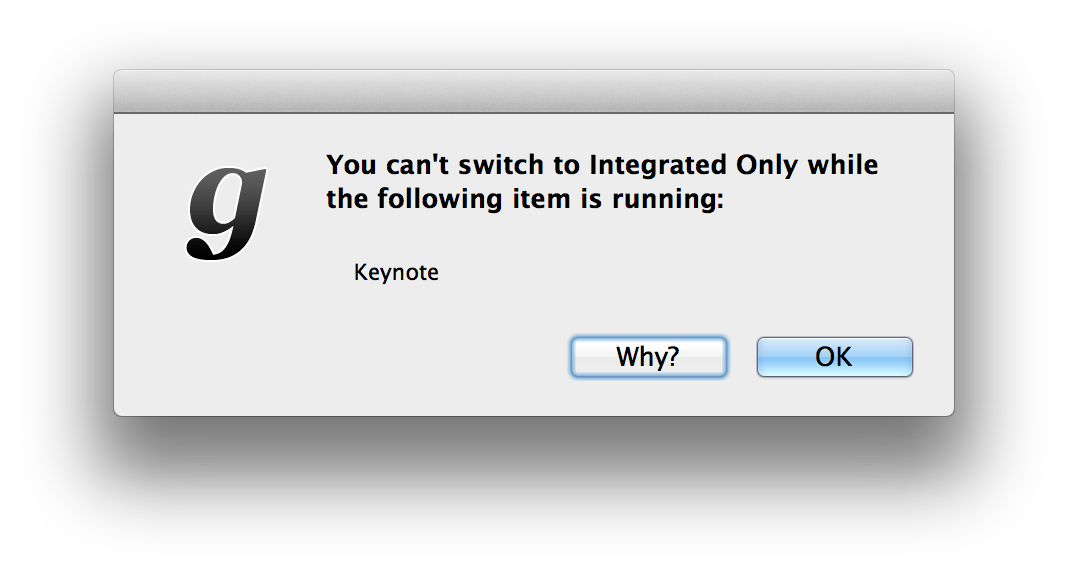 g
You can't switch to Integrated Only while
the following item is running:
Keynote
Why?
OK